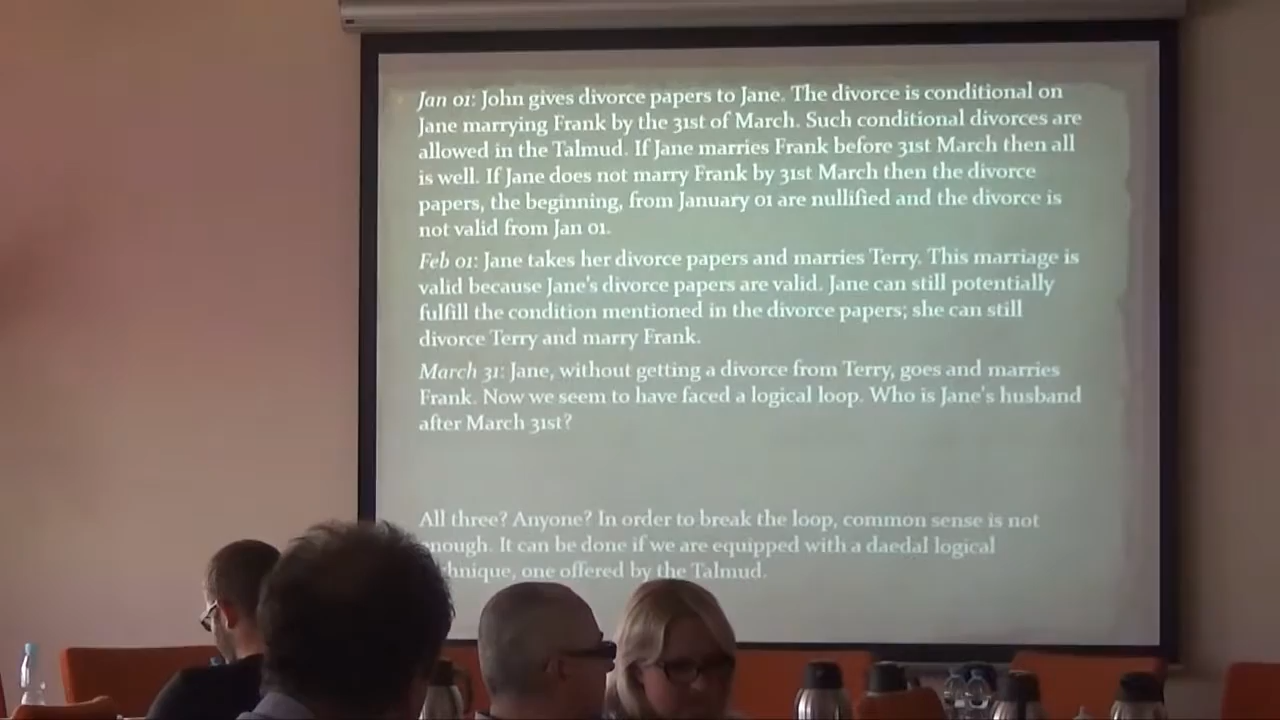 Jan 01: John gives divorce papers to Jane. The divorce is conditional on
Jane marrying Frank by the 31st of March. Such conditional divorces are
allowed in the Talmud. If Jane marries Frank before 31st March then all
is well. If Jane does not marry Frank by 31st March then the divorce
papers, the beginning, from January 01 are nullified and the divorce is
not valid from Jan 01.
Feb 01: Jane takes her divorce papers and marries Terry. This marriage is
valid because Jane's divorce papers are valid. Jane can still potentially
fulfill the condition mentioned in the divorce papers; she can still
divorce Terry and marry Frank.
March 31: Jane, without getting a divorce from Terry, goes and marries
Frank. Now we seem to have faced a logical loop. Who is Jane's husband
after March 31st?
All three? Anyone? In order to break the loop, common sense is not
enough. It can be done if we are equipped with a daedal logical
one offered by the Talmud.